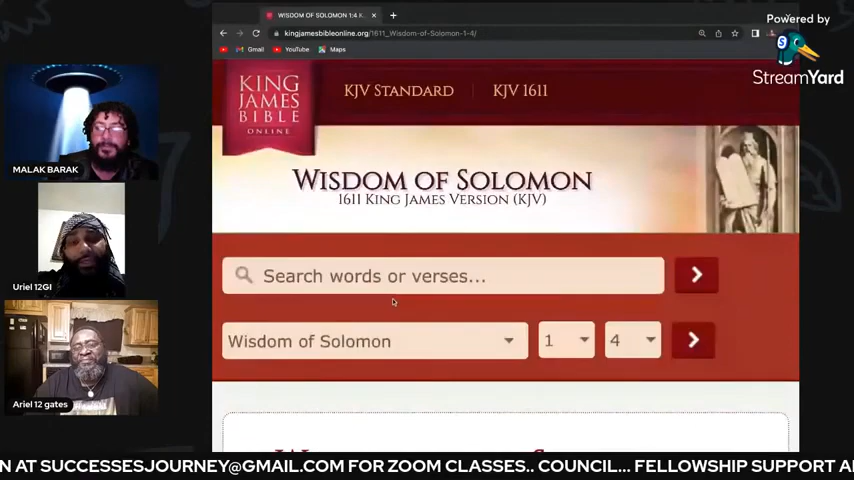 WISDOM OF SOLOMON 1:4 K
kingjamesbibleonline.org/1611_Wisdom-of-Solomon-1-4/
Gmail
YouTube
Maps
Powered by
StreamYard
KING
JAMES
BIBLE
ONLINE
KJV STANDARD
KJV 1611
WISDOM OF SOLOMON
1611 KING JAMES VERSION (KJV)
Search words or verses...
Wisdom of Solomon
1
4
MALAK BARAK
Uriel 12GI
Ariel 12 gates
N AT SUCCESSESJOURNEY@GMAIL.COM FOR ZOOM CLASSES.. COUNCIL... FELLOWSHIP SUPPORT A